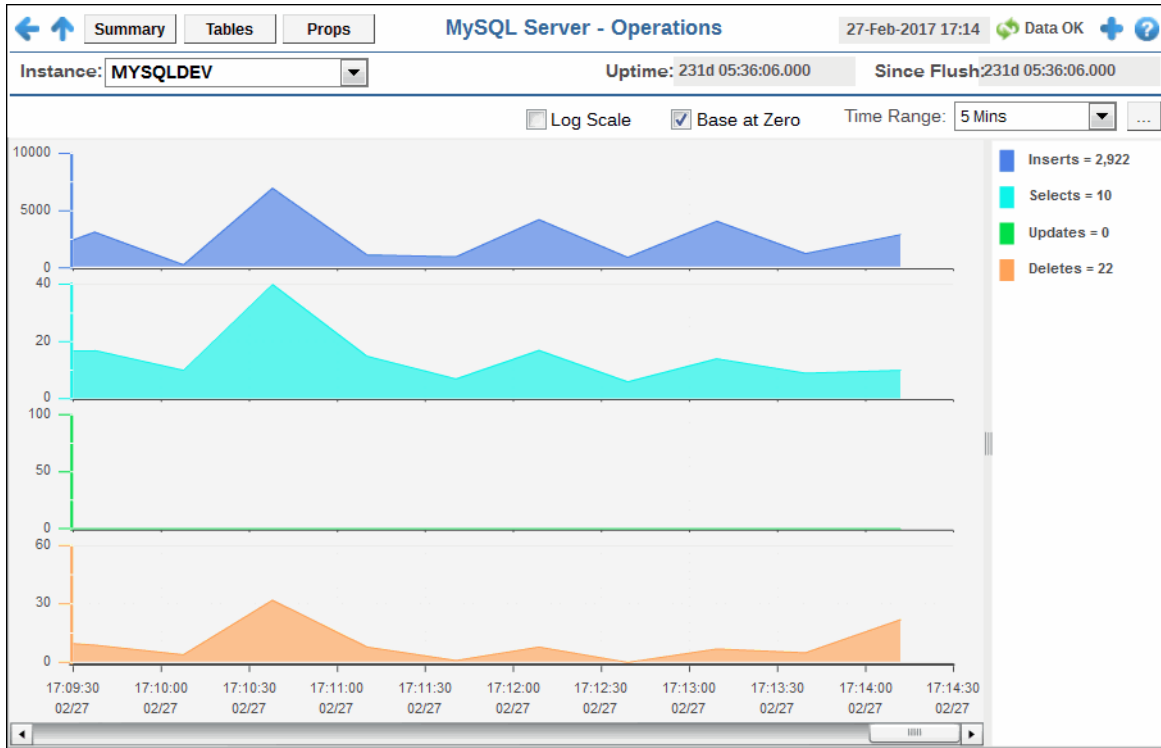 Summary Tables Props MySQL Server - Operations 27-Feb-2017 17:14 Data OK
Instance: MYSQLDEV Uptime: 231d 05:36:06.000 Since Flush: 231d 05:36:06.000
Log Scale Base at Zero Time Range: 5 Mins ...
10000
5000
0
40
20
0
100
50
0
60
30
0
17:09:30 17:10:00 17:10:30 17:11:00 17:11:30 17:12:00 17:12:30 17:13:00 17:13:30 17:14:00 17:14:30
02/27 02/27 02/27 02/27 02/27 02/27 02/27 02/27 02/27 02/27 02/27
Inserts = 2,922
Selects = 10
Updates = 0
Deletes = 22